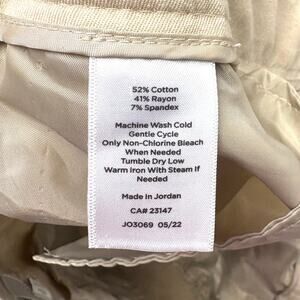 52% Cotton
41% Rayon
7% Spandex
Machine Wash Cold
Gentle Cycle
Only Non-Chlorine Bleach
When Needed
Tumble Dry Low
Warm Iron With Steam If
Needed
Made in Jordan
CA# 23147
JO3069 05/22